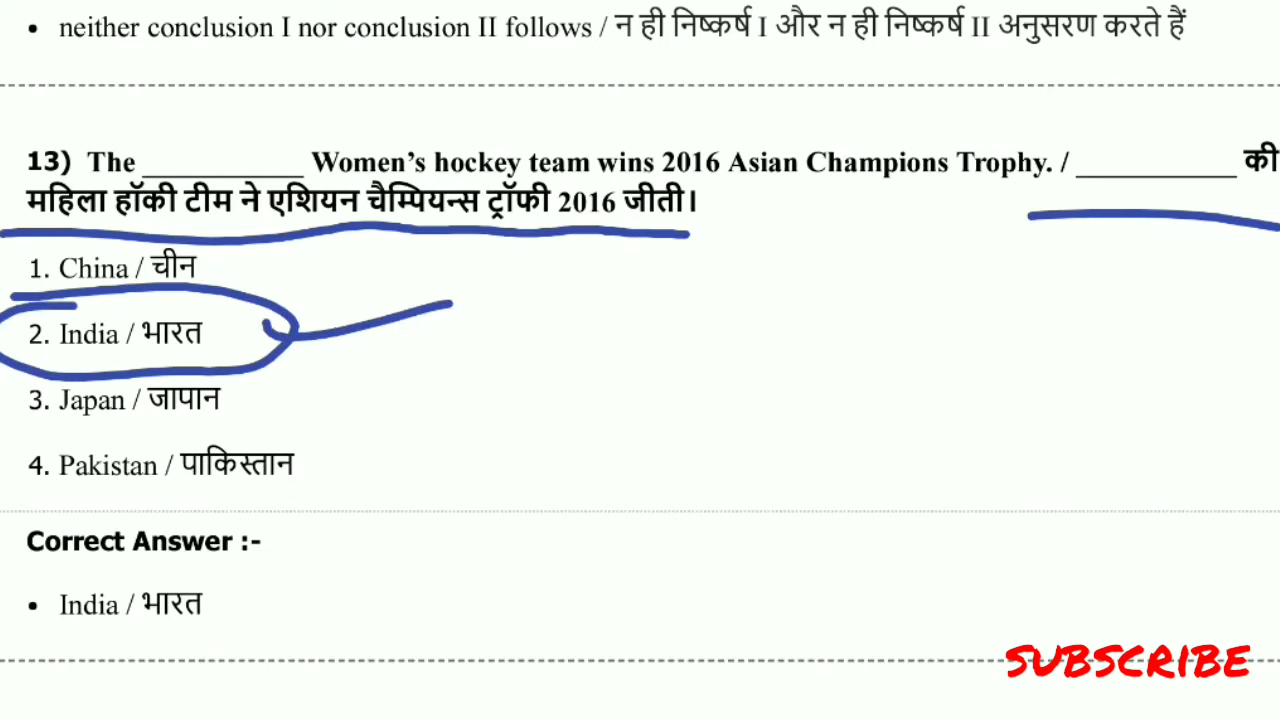 • neither conclusion I nor conclusion II follows / न ही निष्कर्ष I और न ही निष्कर्ष II अनुसरण करते हैं
13) The ___________ Women's hockey team wins 2016 Asian Champions Trophy. / ___________ की
महिला हॉकी टीम ने एशियन चैम्पियन्स ट्रॉफी 2016 जीती।
1. China / चीन
2. India / भारत
3. Japan / जापान
4. Pakistan / पाकिस्तान
Correct Answer :-
• India / भारत
SUBSCRIBE